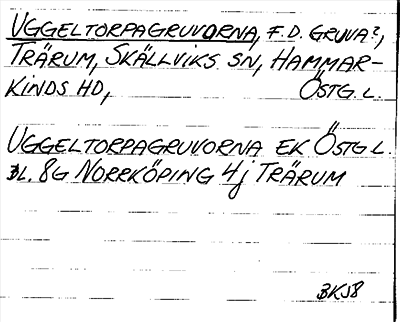 UGGELTORPAGRUVORNA, F.D. GRUVA?,
TRÄRUM, SKÄLLVIKS SN, HAMMAR-
KINDS HD, ÖSTG. L.
UGGELTORPAGRUVORNA EK ÖSTG L.
BL. 8G NORRKÖPING 4j TRÄRUM
BKJ8